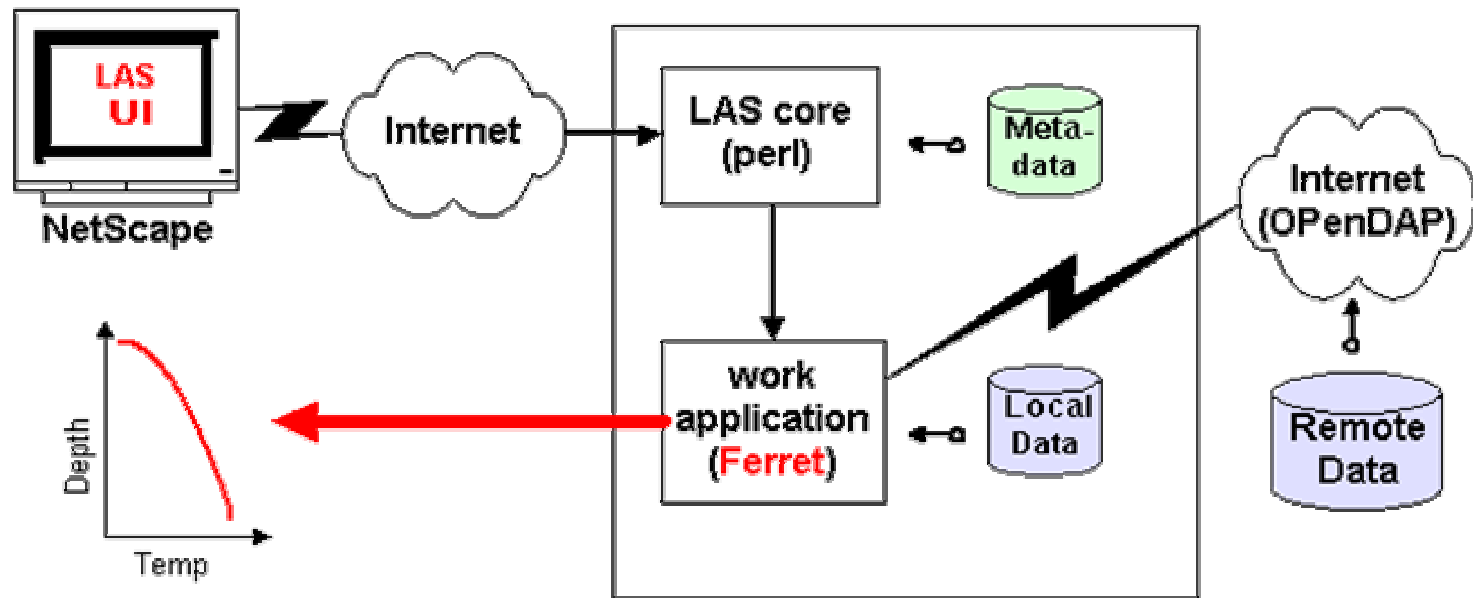 LAS
UI
NetScape
Internet
LAS core
(perl)
Meta-
data
Internet
(OPenDAP)
work
application
(Ferret)
Local
Data
Remote
Data
Depth
Temp